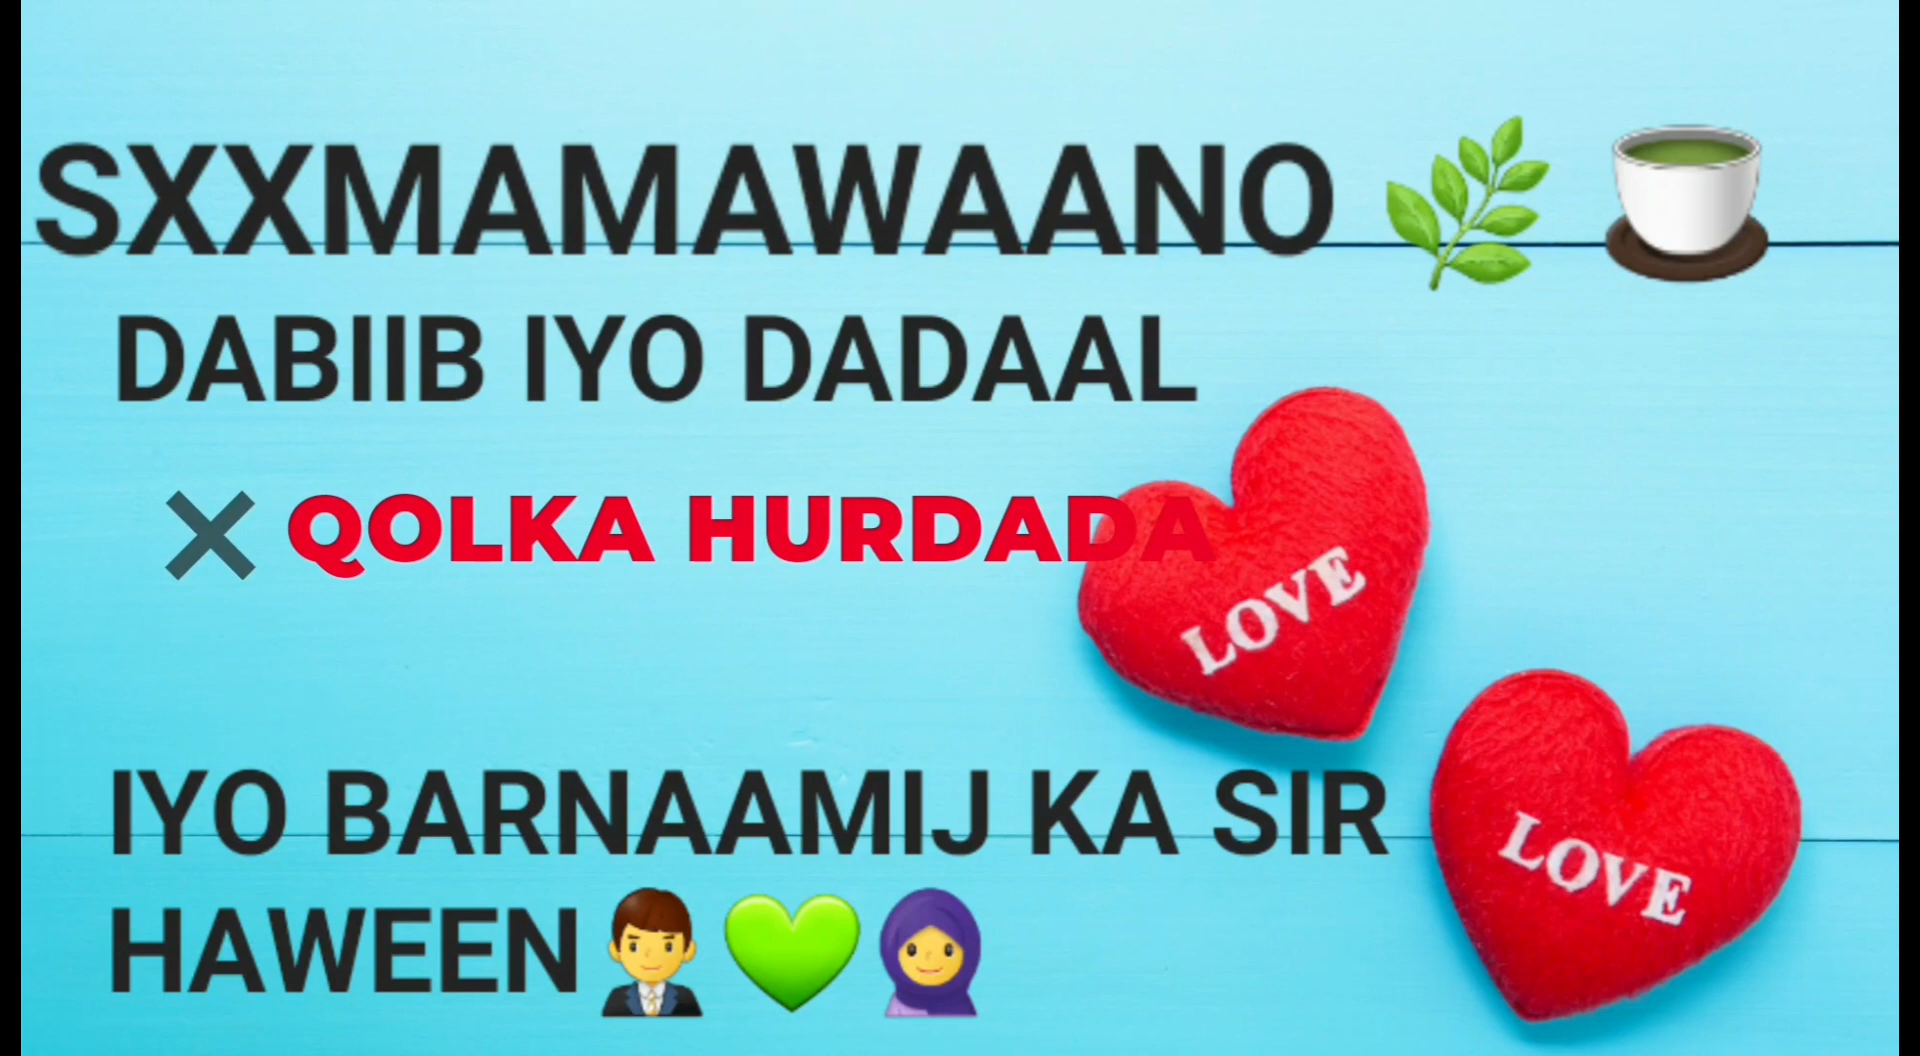 SXXMAMAWAANO 🌿 🍵
DABIIB IYO DADAAL
✖ QOLKA HURDADA
LOVE
IYO BARNAAMIJ KA SIR
LOVE
HAWEEN 👨‍💼 💚 🧕